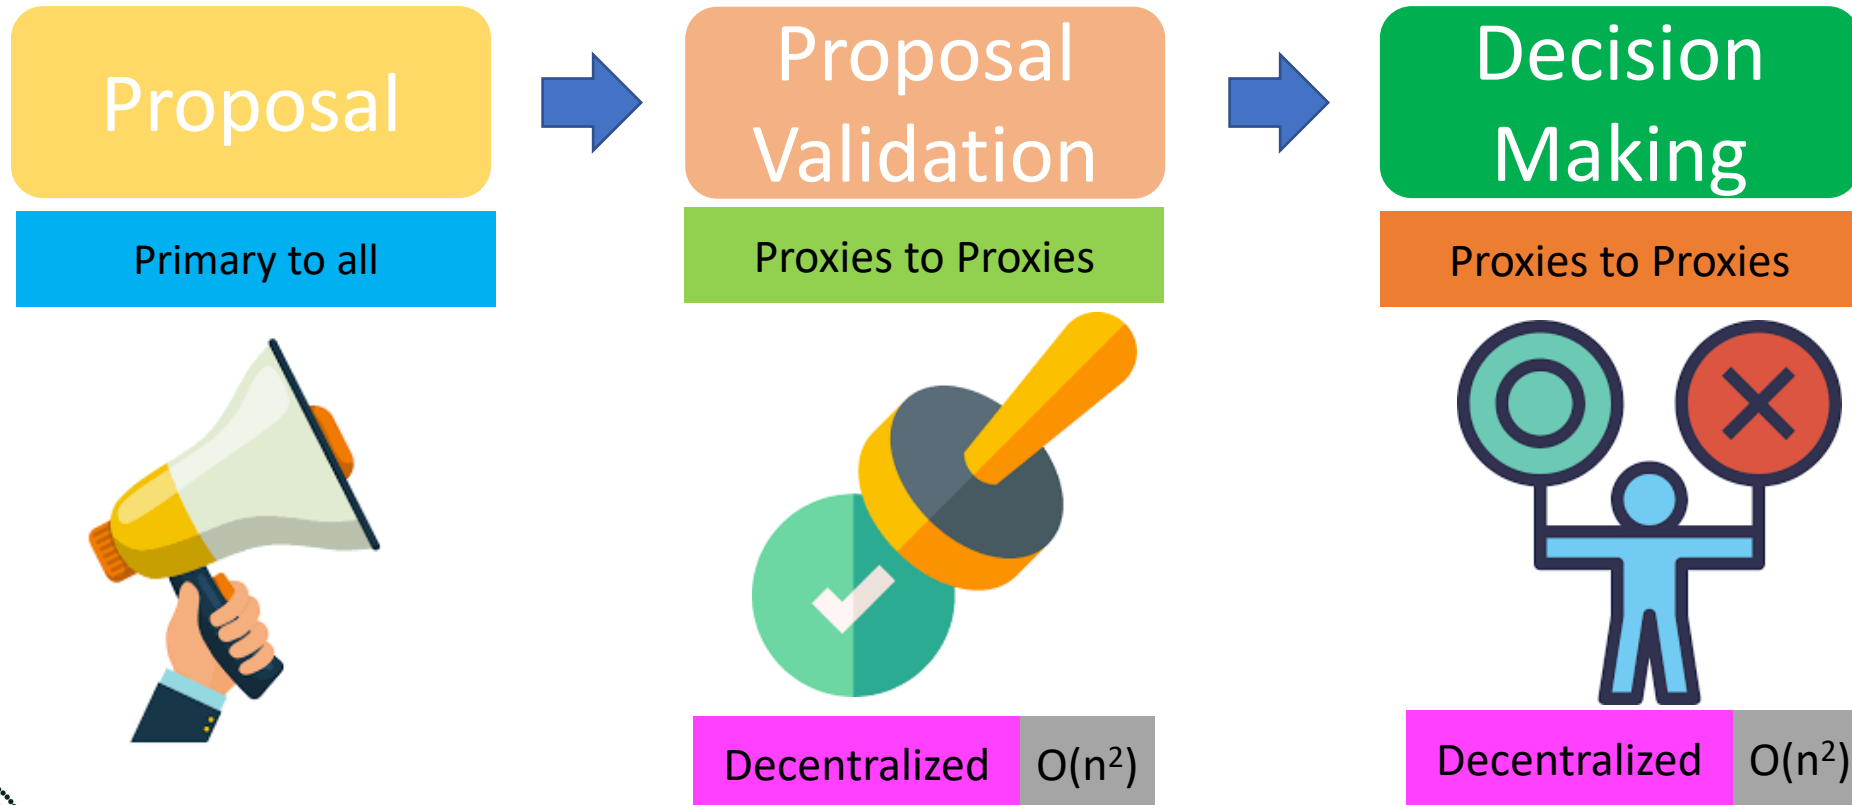 Proposal
Proposal
Validation
Decision
Making
Primary to all
Proxies to Proxies
Proxies to Proxies
Decentralized O(n²)
Decentralized O(n²)